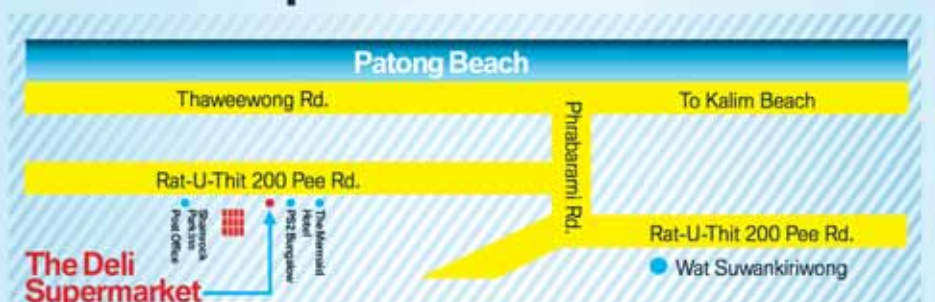 Patong Beach
Thaweewong Rd.
To Kalim Beach
Phrabarami Rd.
Rat-U-Thit 200 Pee Rd.
Rat-U-Thit 200 Pee Rd.
Wat Suwankiriwong
The Mermaid
Hotel
PS2 Bungalow
Shamrock
Park Inn
Post Office
The Deli
Supermarket